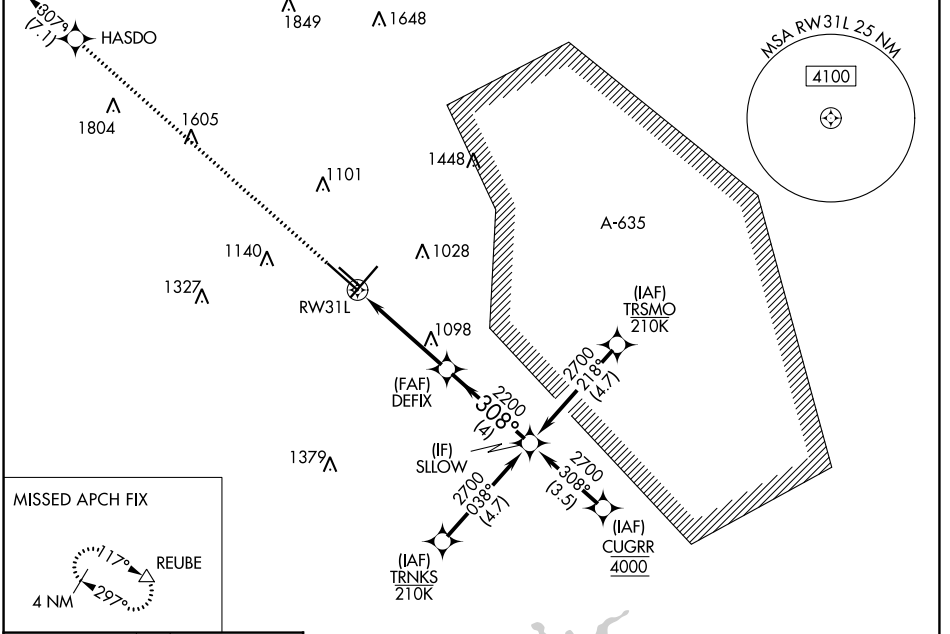 307°
(7.1)
HASDO
1849
1648
MSA RW31L 25 NM
4100
1804
1605
1448
1101
A-635
1140
1028
1327
RW31L
(IAF)
TRSMO
210K
1098
2700
218°
(4.7)
(FAF)
DEFIX
2200
308°
(4)
(IF)
SLLOW
1379
2700
308°
(3.5)
2700
038°
(4.7)
(IAF)
CUGRR
4000
(IAF)
TRNKS
210K
MISSED APCH FIX
117°
REUBE
4 NM
297°